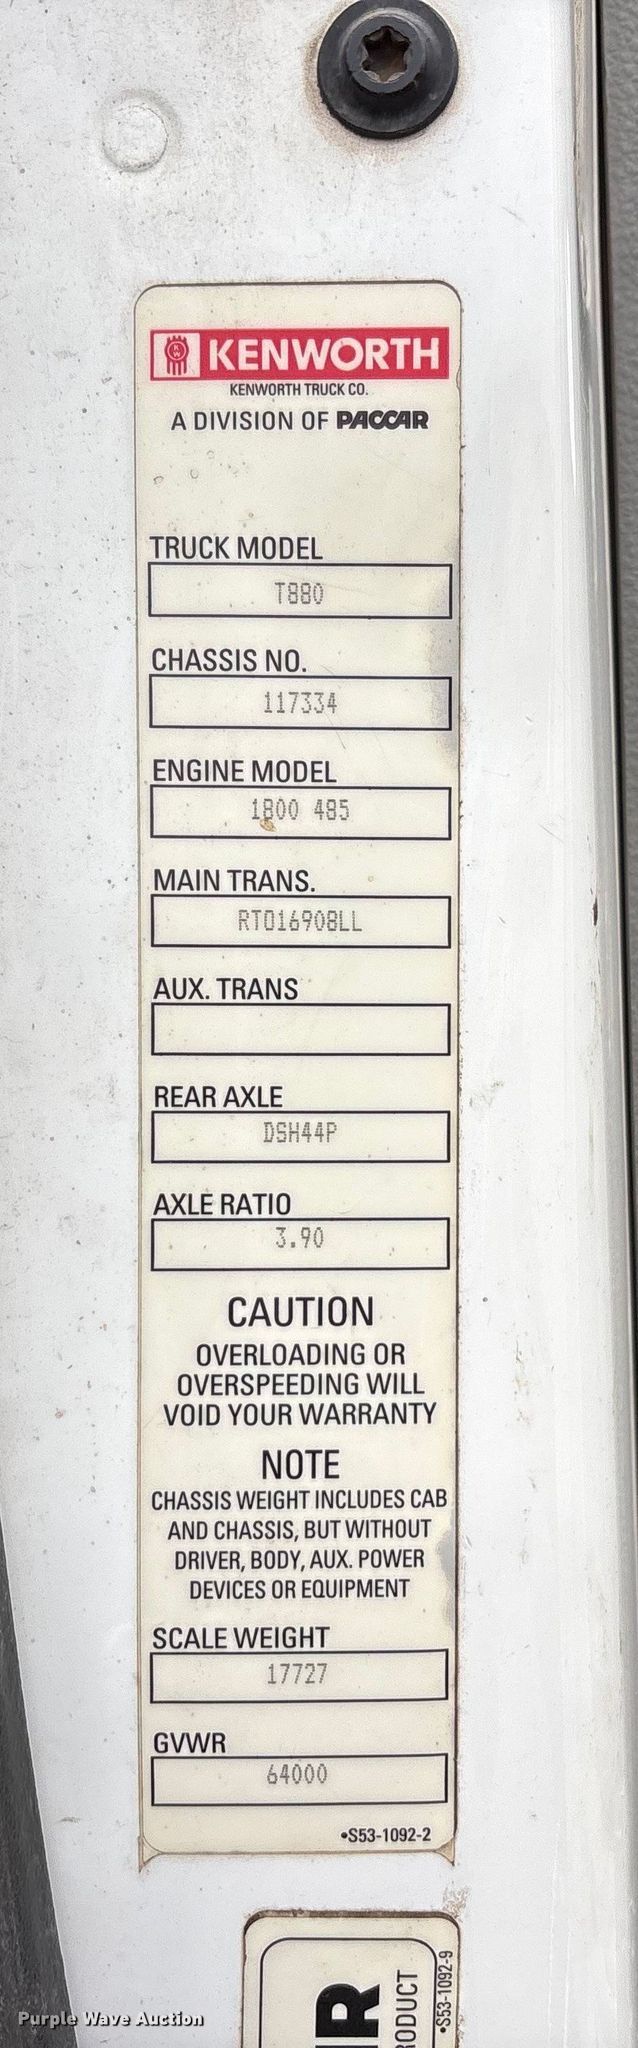 KW KENWORTH
KENWORTH TRUCK CO.
A DIVISION OF PACCAR
TRUCK MODEL
T880
CHASSIS NO.
117334
ENGINE MODEL
1800 485
MAIN TRANS.
RTO16908LL
AUX. TRANS
REAR AXLE
DSH44P
AXLE RATIO
3.90
CAUTION
OVERLOADING OR
OVERSPEEDING WILL
VOID YOUR WARRANTY
NOTE
CHASSIS WEIGHT INCLUDES CAB
AND CHASSIS, BUT WITHOUT
DRIVER, BODY, AUX. POWER
DEVICES OR EQUIPMENT
SCALE WEIGHT
17727
GVWR
64000
•S53-1092-2
•S53-1092-9
Purple Wave Auction